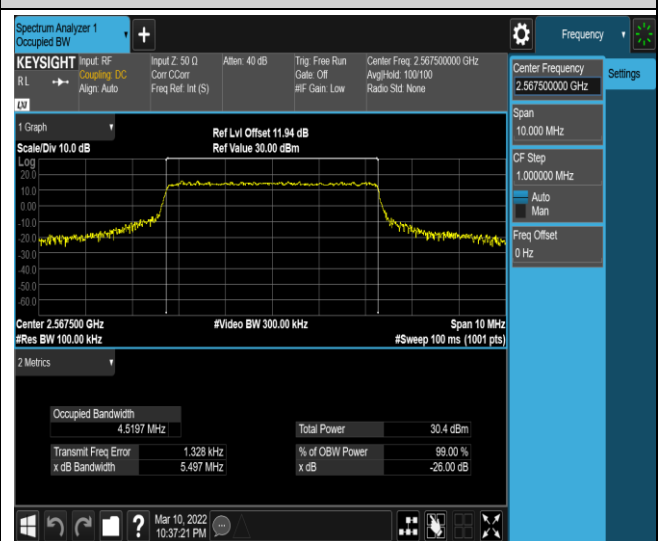 Spectrum Analyzer 1
Occupied BW
Frequency
KEYSIGHT
RL
Input: RF
Coupling: DC
Align: Auto
Input Z: 50 Ω
Corr CCorr
Freq Ref: Int (S)
Atten: 40 dB
Trig: Free Run
Gate: Off
#IF Gain: Low
Center Freq: 2.567500000 GHz
Avg|Hold: 100/100
Radio Std: None
LXI
Center Frequency
2.567500000 GHz
Settings
Span
10.000 MHz
CF Step
1.000000 MHz
Auto
Man
Freq Offset
0 Hz
1 Graph
Scale/Div 10.0 dB
Ref Lvl Offset 11.94 dB
Ref Value 30.00 dBm
Log
20.0
10.0
0.00
-10.0
-20.0
-30.0
-40.0
-50.0
-60.0
Center 2.567500 GHz
#Video BW 300.00 kHz
Span 10 MHz
#Res BW 100.00 kHz
#Sweep 100 ms (1001 pts)
2 Metrics
Occupied Bandwidth
4.5197 MHz
Total Power 30.4 dBm
Transmit Freq Error 1.328 kHz
% of OBW Power 99.00 %
x dB Bandwidth 5.497 MHz
x dB -26.00 dB
Mar 10, 2022
10:37:21 PM